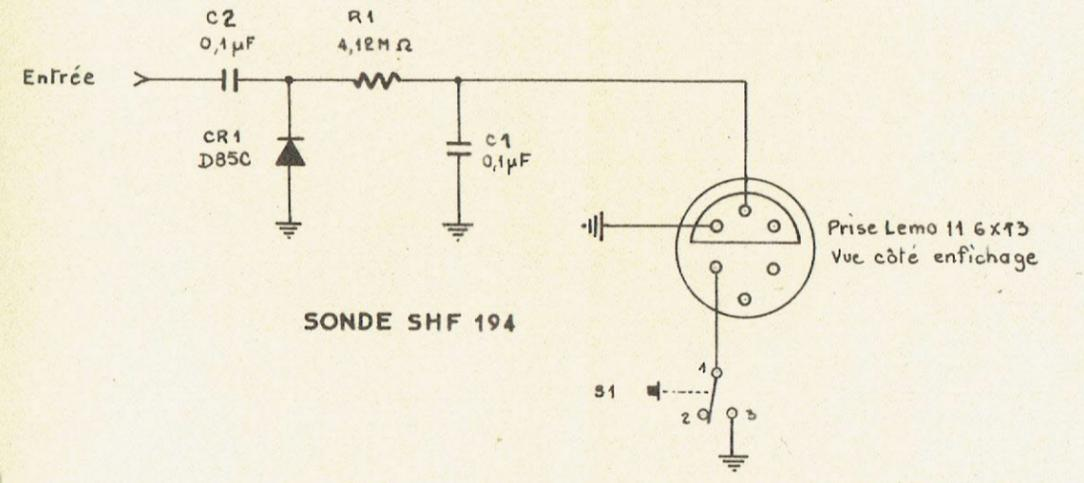 C2
0,1µF
R1
4,12MΩ
Entrée
CR1
D85C
C1
0,1µF
Prise Lemo 11 6x13
Vue côté enfichage
SONDE SHF 194
1
S1
2
3